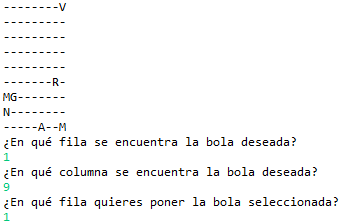 --------V
---------
---------
---------
---------
-------R-
MG-------
N--------
-----A--M
¿En qué fila se encuentra la bola deseada?
1
¿En qué columna se encuentra la bola deseada?
9
¿En qué fila quieres poner la bola seleccionada?
1